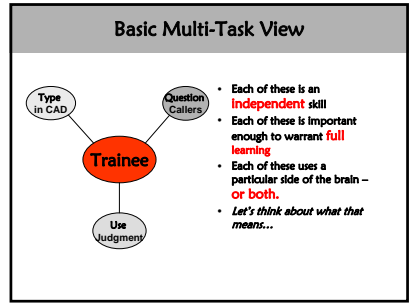 Basic Multi-Task View
Type
in CAD
Question
Callers
Trainee
Use
Judgment
• Each of these is an
independent skill
• Each of these is important
enough to warrant full
learning
• Each of these uses a
particular side of the brain –
or both.
• Let's think about what that
means...